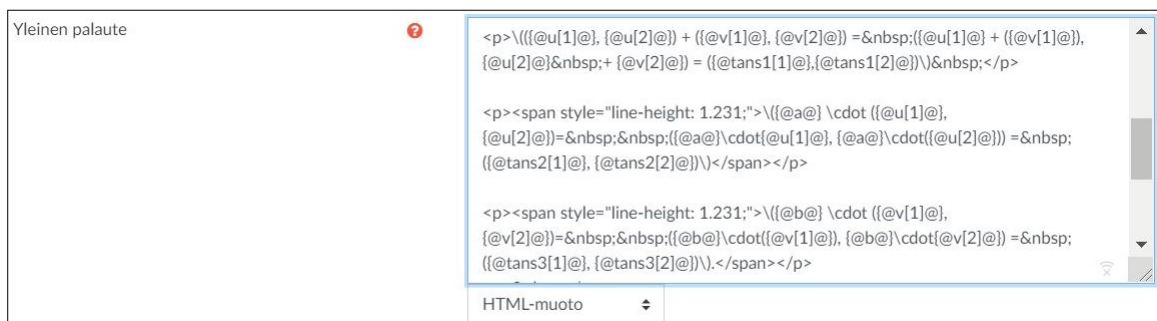 Yleinen palaute
<p>\(({@u[1]@}, {@u[2]@}) + ({@v[1]@}, {@v[2]@}) =&nbsp;({@u[1]@} + ({@v[1]@}),
{@u[2]@}&nbsp;+ {@v[2]@}) = ({@tans1[1]@},{@tans1[2]@})\)&nbsp;</p>
<p><span style="line-height: 1.231;">\({@a@} \cdot ({@u[1]@},
{@u[2]@})=&nbsp;&nbsp;({@a@}\cdot{@u[1]@}, {@a@}\cdot({@u[2]@})) =&nbsp;
({@tans2[1]@}, {@tans2[2]@})\)</span></p>
<p><span style="line-height: 1.231;">\({@b@} \cdot ({@v[1]@},
{@v[2]@})=&nbsp;&nbsp;({@b@}\cdot({@v[1]@}), {@b@}\cdot{@v[2]@}) =&nbsp;
({@tans3[1]@}, {@tans3[2]@})\).</span></p>
HTML-muoto